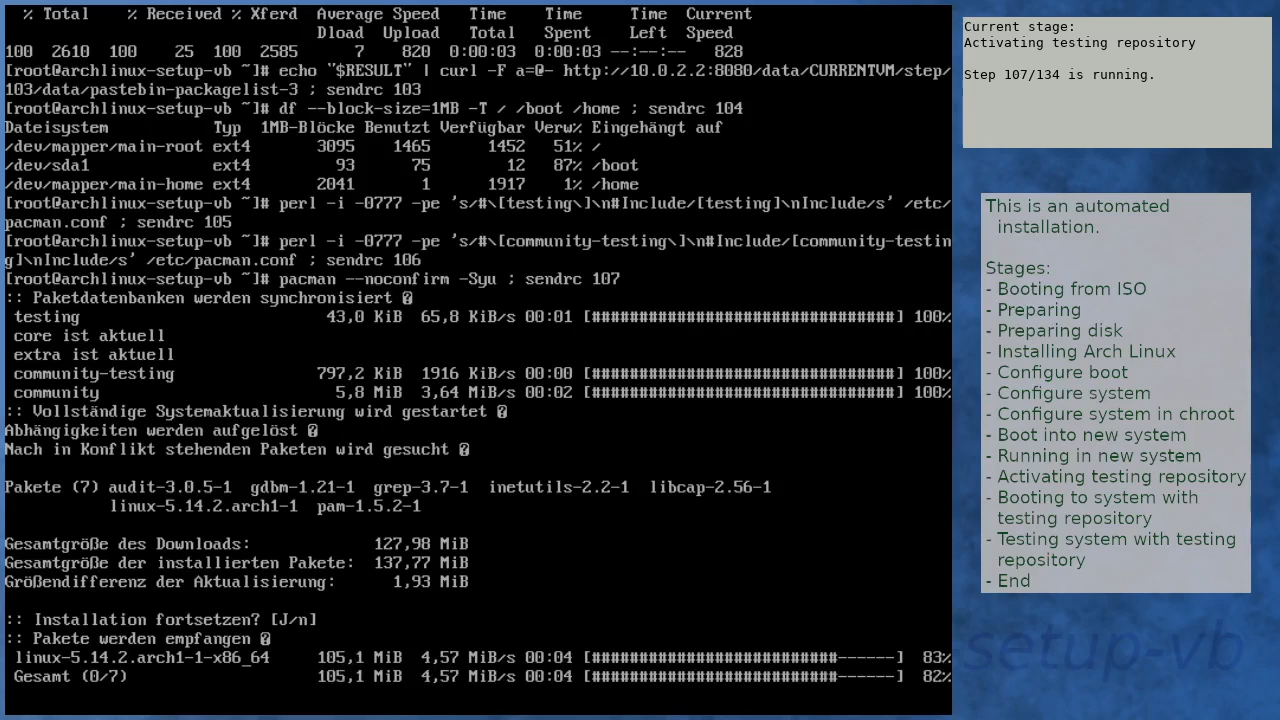 % Total    % Received % Xferd  Average Speed   Time    Time     Time  Current
                                 Dload  Upload   Total   Spent    Left  Speed
100  2610  100    25  100  2585      7    820  0:00:03  0:00:03 --:--:--   828
[root@archlinux-setup-vb ~]# echo "$RESULT" | curl -F a=@- http://10.0.2.2:8080/data/CURRENTVM/step/
103/data/pastebin-packagelist-3 ; sendrc 103
[root@archlinux-setup-vb ~]# df --block-size=1MB -T / /boot /home ; sendrc 104
Dateisystem           Typ  1MB-Blöcke Benutzt Verfügbar Verw% Eingehängt auf
/dev/mapper/main-root ext4       3095    1465      1452   51% /
/dev/sda1             ext4         93      75        12   87% /boot
/dev/mapper/main-home ext4       2041       1      1917    1% /home
[root@archlinux-setup-vb ~]# perl -i -0777 -pe 's/#\[testing\]\n#Include/[testing]\nInclude/s' /etc/
pacman.conf ; sendrc 105
[root@archlinux-setup-vb ~]# perl -i -0777 -pe 's/#\[community-testing\]\n#Include/[community-testin
g]\nInclude/s' /etc/pacman.conf ; sendrc 106
[root@archlinux-setup-vb ~]# pacman --noconfirm -Syu ; sendrc 107
:: Paketdatenbanken werden synchronisiert �
 testing                          43,0 KiB  65,8 KiB/s 00:01 [################################] 100%
 core ist aktuell
 extra ist aktuell
 community-testing               797,2 KiB  1916 KiB/s 00:00 [################################] 100%
 community                         5,8 MiB  3,64 MiB/s 00:02 [################################] 100%
:: Vollständige Systemaktualisierung wird gestartet �
Abhängigkeiten werden aufgelöst �
Nach in Konflikt stehenden Paketen wird gesucht �
Pakete (7) audit-3.0.5-1  gdbm-1.21-1  grep-3.7-1  inetutils-2.2-1  libcap-2.56-1
           linux-5.14.2.arch1-1  pam-1.5.2-1
Gesamtgröße des Downloads:             127,98 MiB
Gesamtgröße der installierten Pakete:  137,77 MiB
Größendifferenz der Aktualisierung:      1,93 MiB
:: Installation fortsetzen? [J/n]
:: Pakete werden empfangen �
 linux-5.14.2.arch1-1-x86_64     105,1 MiB  4,57 MiB/s 00:04 [##########################------]  83%
 Gesamt (0/7)                    105,1 MiB  4,57 MiB/s 00:04 [##########################------]  82%
Current stage:
Activating testing repository
Step 107/134 is running.
This is an automated
installation.
Stages:
- Booting from ISO
- Preparing
- Preparing disk
- Installing Arch Linux
- Configure boot
- Configure system
- Configure system in chroot
- Boot into new system
- Running in new system
- Activating testing repository
- Booting to system with
testing repository
- Testing system with testing
repository
- End
setup-vb